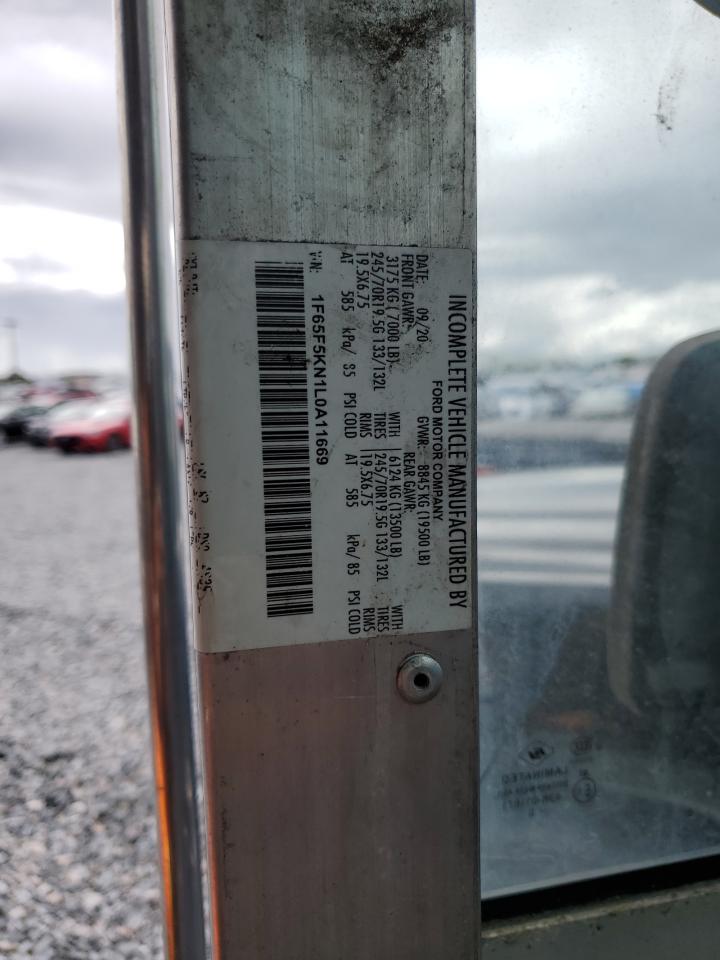 INCOMPLETE VEHICLE MANUFACTURED BY
FORD MOTOR COMPANY
DATE: 09/20 GVWR: 8845 KG (19500 LB)
FRONT GAWR: REAR GAWR:
3175 KG (7000 LB) WITH 6124 KG (13500 LB) WITH
245/70R19.5G 133/132L TIRES 245/70R19.5G 133/132L TIRES
19.5X6.75 RIMS 19.5X6.75 RIMS
AT 585 kPa/ 85 PSI COLD AT 585 kPa/ 85 PSI COLD
VIN: 1F65F5KN1L0A11669
LAMINATED